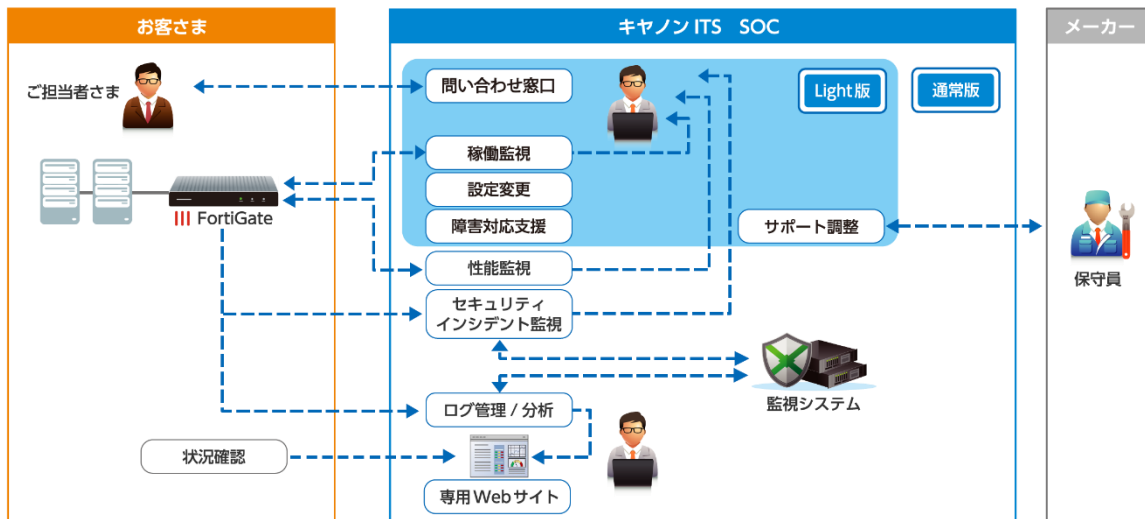 お客さま
キヤノンITS SOC
メーカー
ご担当者さま
問い合わせ窓口
Light版
通常版
稼働監視
設定変更
FortiGate
障害対応支援
サポート調整
性能監視
保守員
セキュリティ
インシデント監視
監視システム
ログ管理 / 分析
状況確認
専用Webサイト